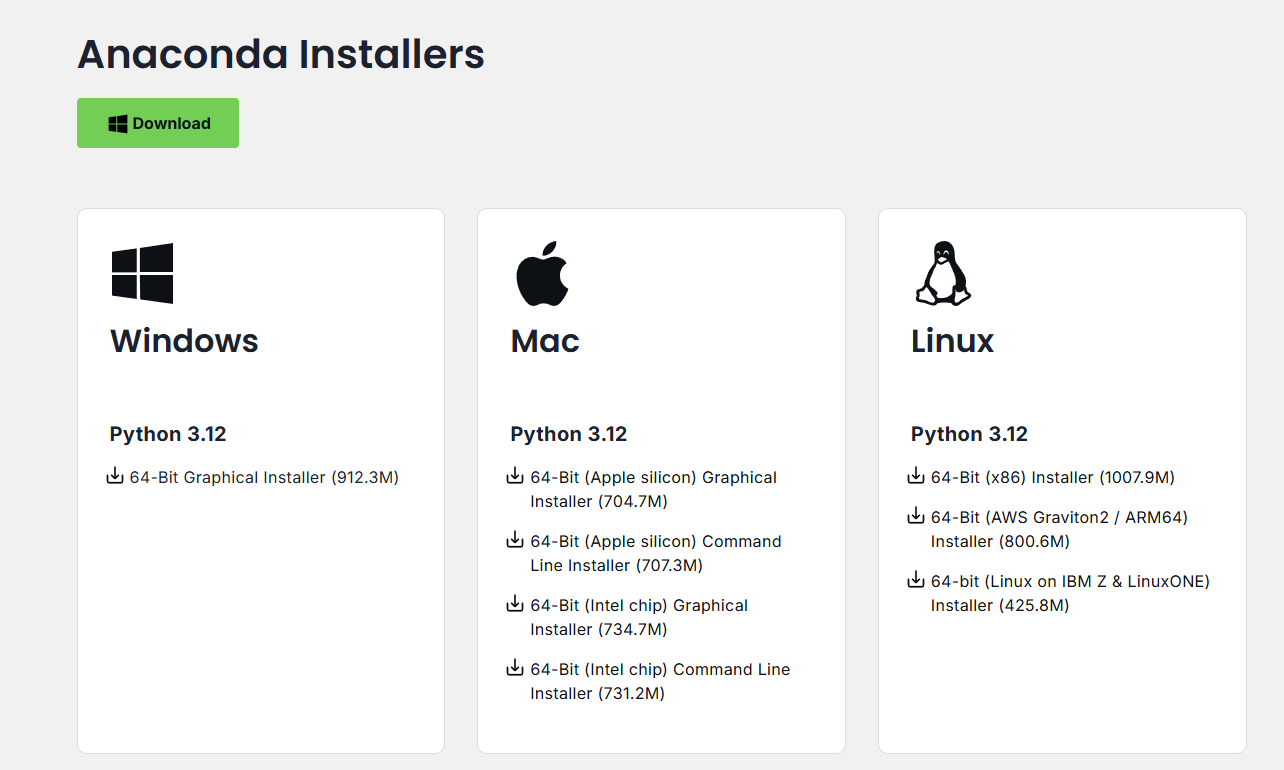 Anaconda Installers
Download
Windows
Python 3.12
64-Bit Graphical Installer (912.3M)
Mac
Python 3.12
64-Bit (Apple silicon) Graphical
Installer (704.7M)
64-Bit (Apple silicon) Command
Line Installer (707.3M)
64-Bit (Intel chip) Graphical
Installer (734.7M)
64-Bit (Intel chip) Command Line
Installer (731.2M)
Linux
Python 3.12
64-Bit (x86) Installer (1007.9M)
64-Bit (AWS Graviton2 / ARM64)
Installer (800.6M)
64-bit (Linux on IBM Z & LinuxONE)
Installer (425.8M)